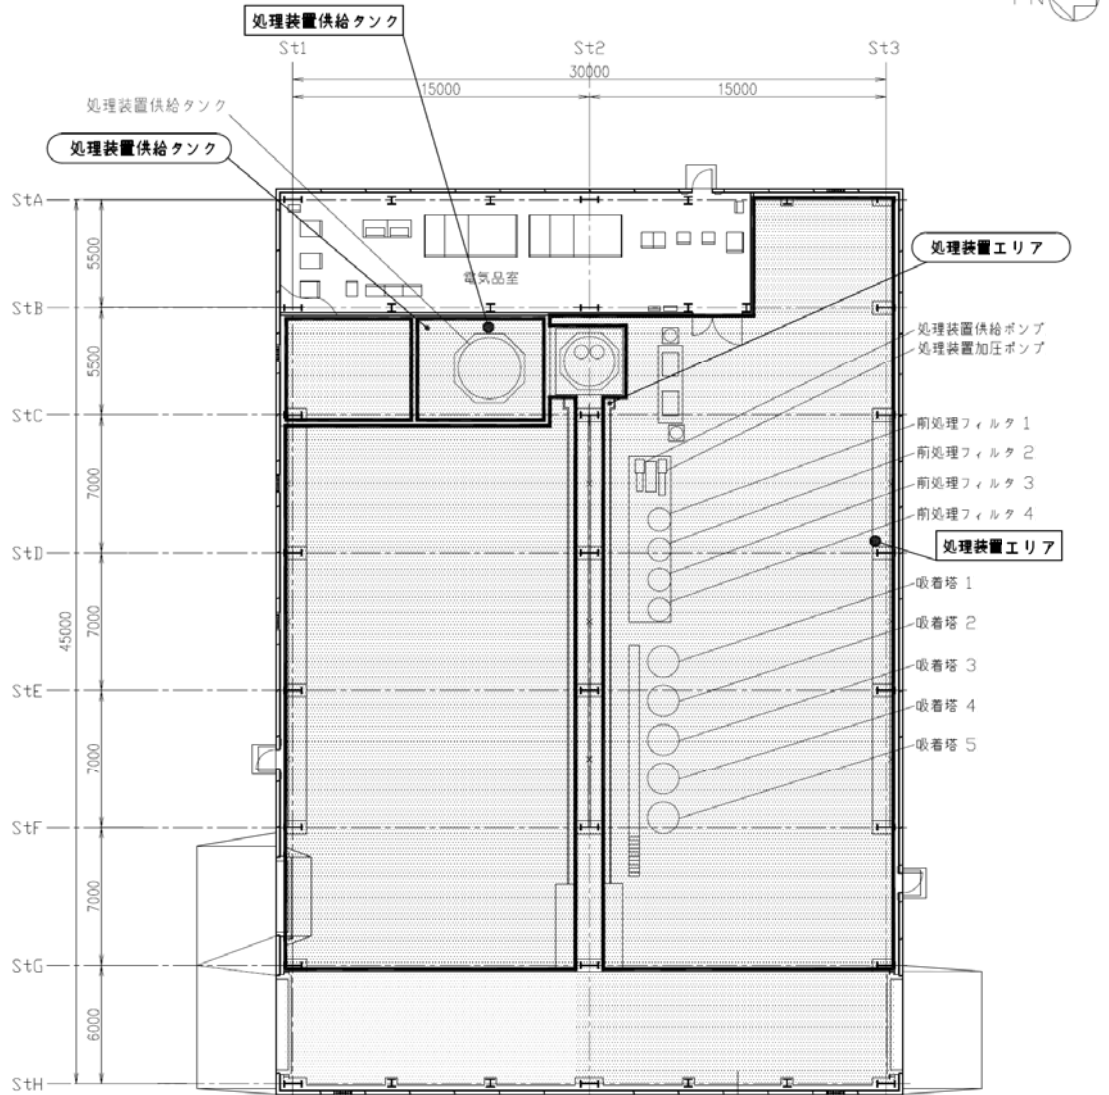 PN
処理装置供給タンク
St1
St2
St3
30000
15000
15000
処理装置供給タンク
処理装置供給タンク
StA
5500
電気品室
処理装置エリア
StB
処理装置供給ポンプ
処理装置加圧ポンプ
5500
StC
前処理フィルタ 1
前処理フィルタ 2
7000
前処理フィルタ 3
前処理フィルタ 4
StD
処理装置エリア
吸着塔 1
45000
7000
吸着塔 2
吸着塔 3
StE
吸着塔 4
吸着塔 5
7000
StF
7000
StG
6000
StH